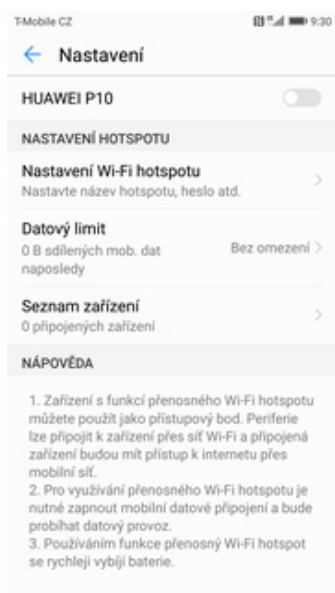 T-Mobile CZ 9:30
Nastavení
HUAWEI P10
NASTAVENÍ HOTSPOTU
Nastavení Wi-Fi hotspotu
Nastavte název hotspotu, heslo atd.
Datový limit
0 B sdílených mob. dat Bez omezení
naposledy
Seznam zařízení
0 připojených zařízení
NÁPOVĚDA
1. Zařízení s funkcí přenosného Wi-Fi hotspotu
můžete použít jako přístupový bod. Periferie
lze připojit k zařízení přes síť Wi-Fi a připojená
zařízení budou mít přístup k internetu přes
mobilní síť.
2. Pro využívání přenosného Wi-Fi hotspotu je
nutné zapnout mobilní datové připojení a bude
probíhat datový provoz.
3. Používáním funkce přenosný Wi-Fi hotspot
se rychleji vybíjí baterie.